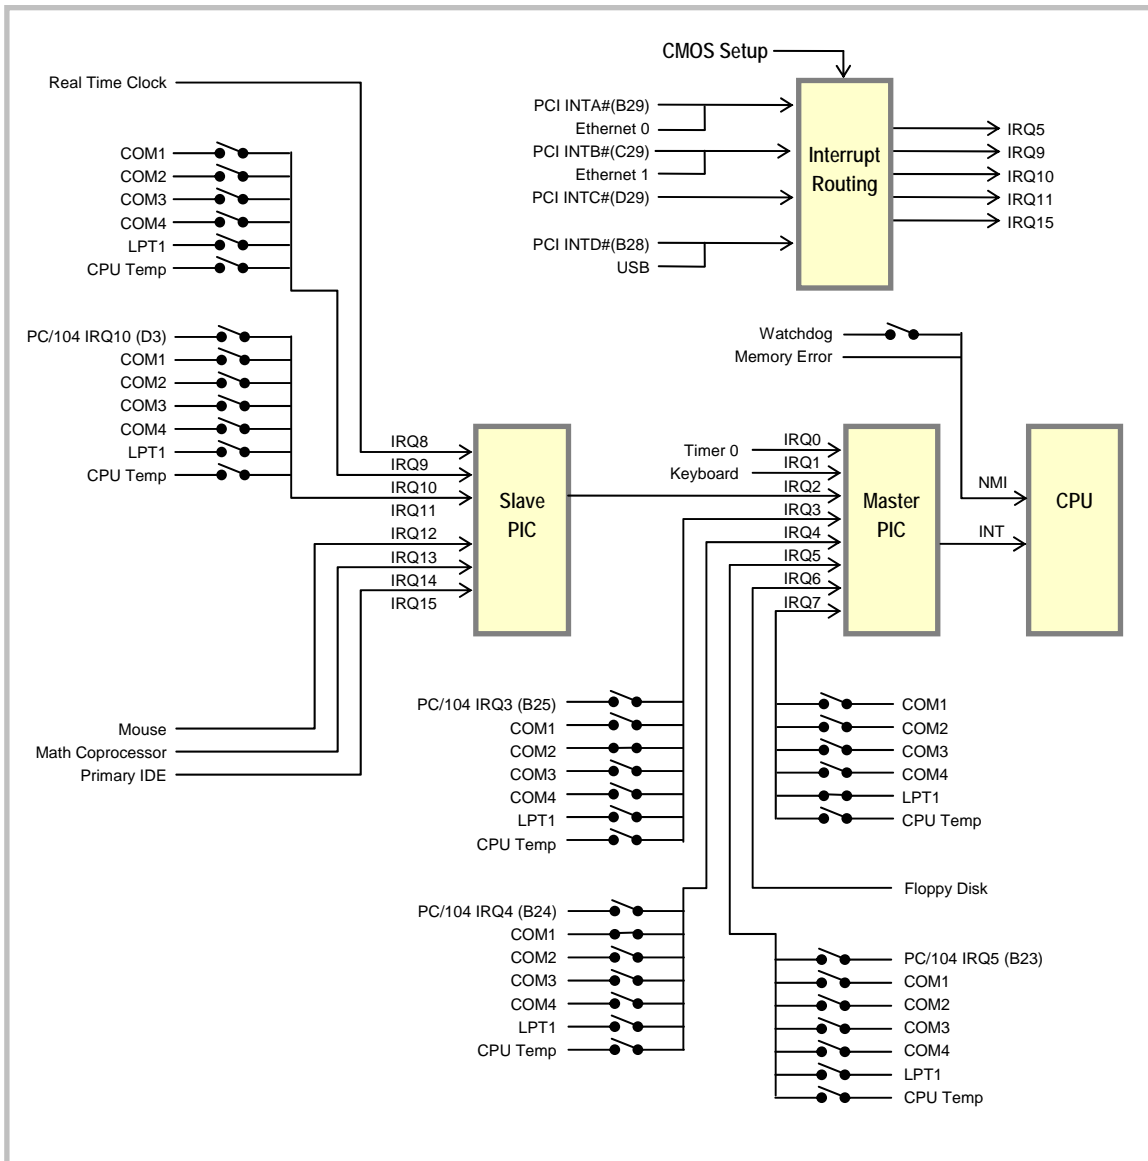 CMOS Setup
Real Time Clock
PCI INTA#(B29)
Ethernet 0
PCI INTB#(C29)
Ethernet 1
PCI INTC#(D29)
PCI INTD#(B28)
USB
Interrupt
Routing
IRQ5
IRQ9
IRQ10
IRQ11
IRQ15
COM1
COM2
COM3
COM4
LPT1
CPU Temp
PC/104 IRQ10 (D3)
COM1
COM2
COM3
COM4
LPT1
CPU Temp
Watchdog
Memory Error
IRQ8
IRQ9
IRQ10
IRQ11
IRQ12
IRQ13
IRQ14
IRQ15
Slave
PIC
Timer 0
Keyboard
IRQ0
IRQ1
IRQ2
IRQ3
IRQ4
IRQ5
IRQ6
IRQ7
Master
PIC
NMI
INT
CPU
Mouse
Math Coprocessor
Primary IDE
PC/104 IRQ3 (B25)
COM1
COM2
COM3
COM4
LPT1
CPU Temp
COM1
COM2
COM3
COM4
LPT1
CPU Temp
Floppy Disk
PC/104 IRQ4 (B24)
COM1
COM2
COM3
COM4
LPT1
CPU Temp
PC/104 IRQ5 (B23)
COM1
COM2
COM3
COM4
LPT1
CPU Temp